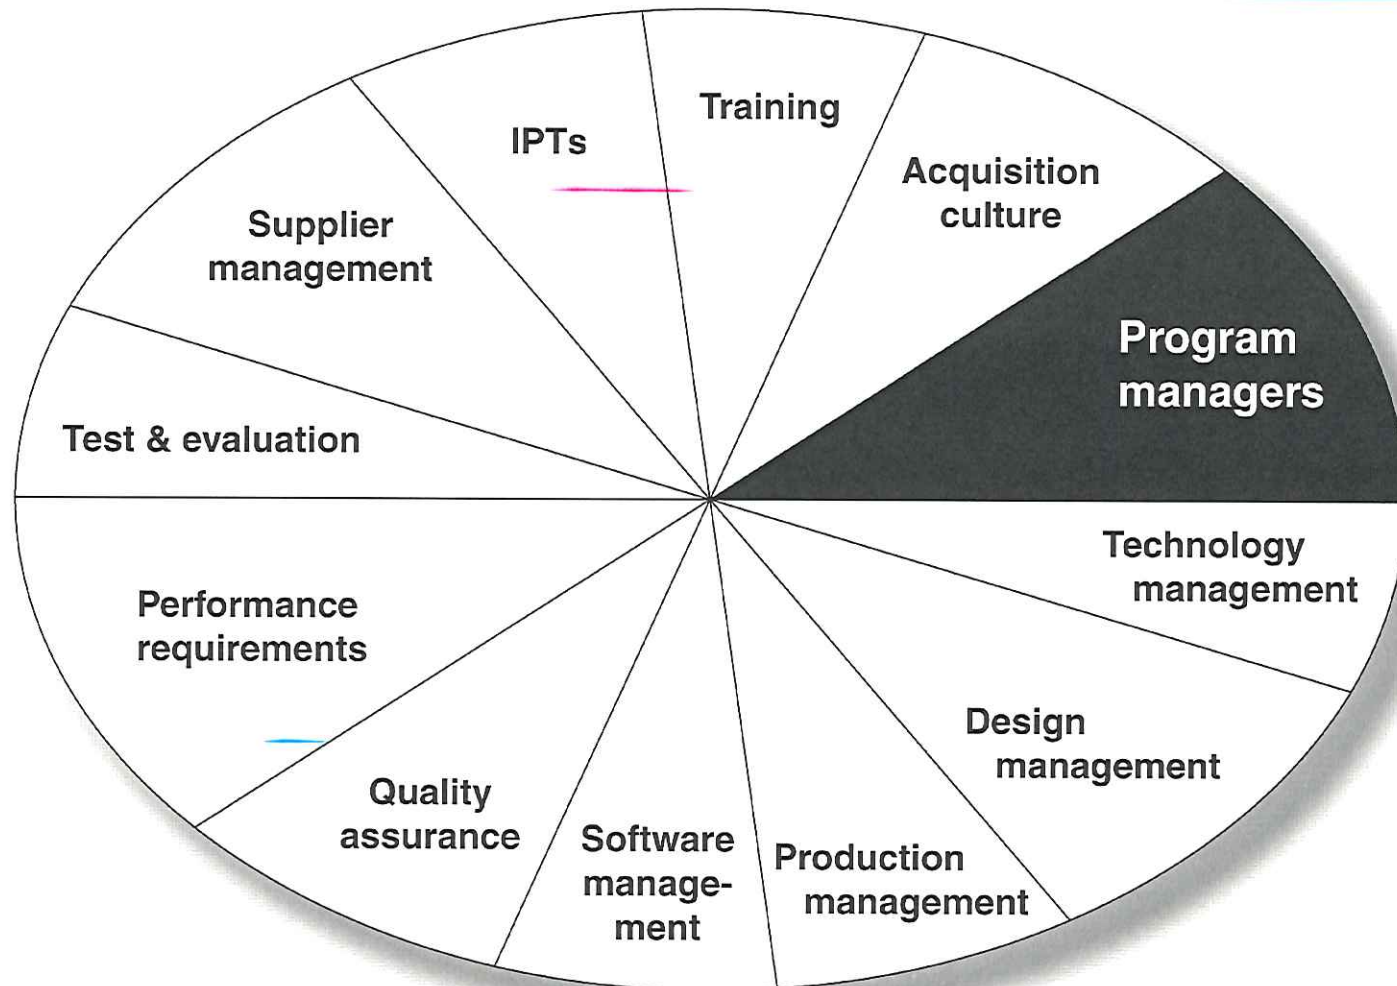 IPTs
Training
Acquisition
culture
Supplier
management
Program
managers
Test & evaluation
Technology
management
Performance
requirements
Design
management
Quality
assurance
Software
manage-
ment
Production
management